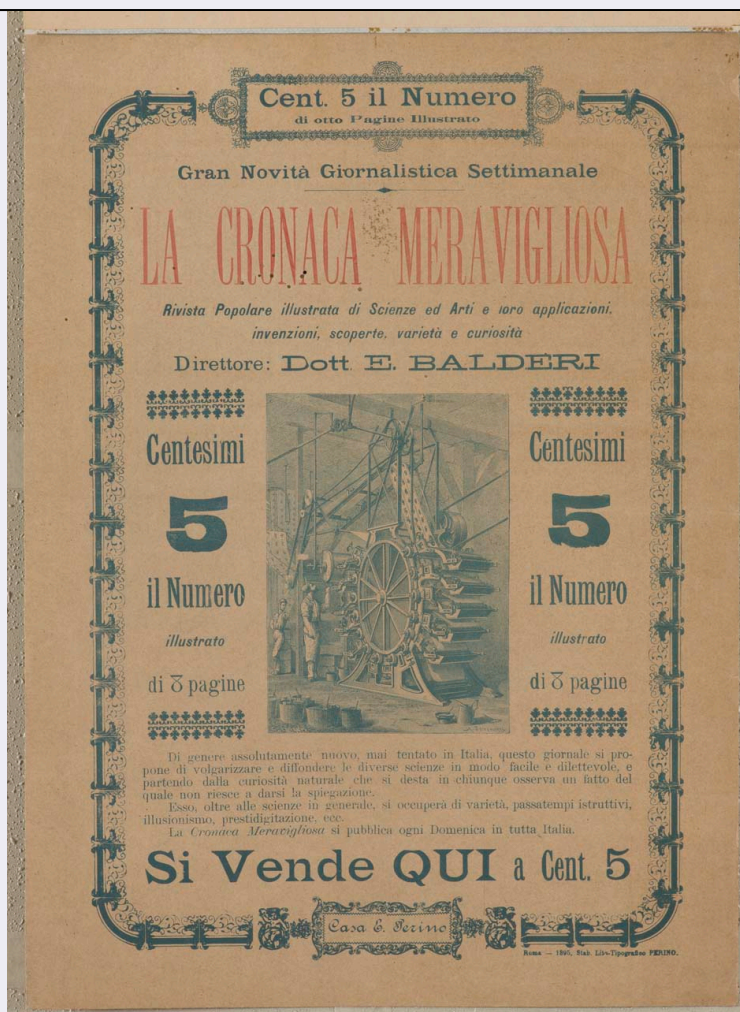 Cent. 5 il Numero
di otto Pagine Illustrato
Gran Novità Giornalistica Settimanale
LA CRONACA MERAVIGLIOSA
Rivista Popolare illustrata di Scienze ed Arti e loro applicazioni,
invenzioni, scoperte, varietà e curiosità
Direttore: Dott. E. BALDERI
Centesimi
5
il Numero
illustrato
di 8 pagine
Centesimi
5
il Numero
illustrato
di 8 pagine
Di genere assolutamente nuovo, mai tentato in Italia, questo giornale si pro-
pone di volgarizzare e diffondere le diverse scienze in modo facile e dilettevole, e
partendo dalla curiosità naturale che si desta in chiunque osserva un fatto del
quale non riesce a darsi la spiegazione.
Esso, oltre alle scienze in generale, si occuperà di varietà, passatempi istruttivi,
illusionismo, prestidigitazione, ecc.
La Cronaca Meravigliosa si pubblica ogni Domenica in tutta Italia.
Si Vende QUI a Cent. 5
Casa E. Perino
Roma — 1895, Stab. Lito-Tipografico PERINO.